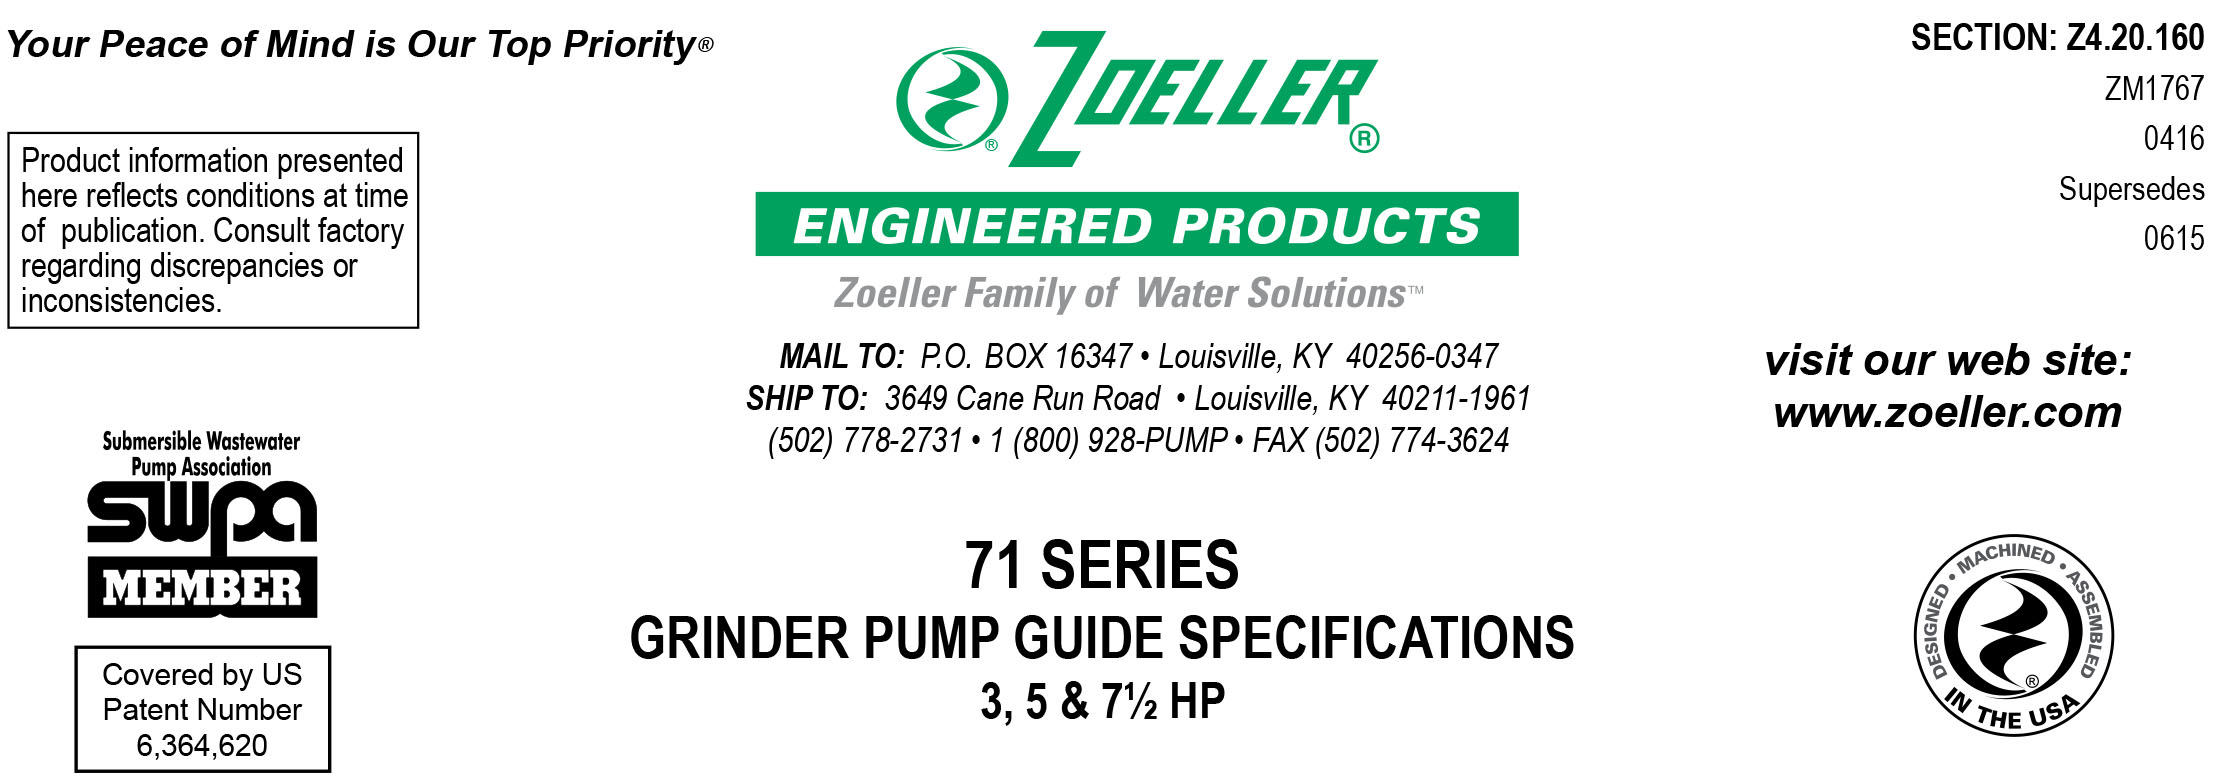 Your Peace of Mind is Our Top Priority®
Product information presented
here reflects conditions at time
of publication. Consult factory
regarding discrepancies or
inconsistencies.
Submersible Wastewater
Pump Association
swpa
MEMBER
Covered by US
Patent Number
6,364,620
®
ZOELLER®
ENGINEERED PRODUCTS
Zoeller Family of Water Solutions™
MAIL TO: P.O. BOX 16347 • Louisville, KY 40256-0347
SHIP TO: 3649 Cane Run Road • Louisville, KY 40211-1961
(502) 778-2731 • 1 (800) 928-PUMP • FAX (502) 774-3624
71 SERIES
GRINDER PUMP GUIDE SPECIFICATIONS
3, 5 & 7½ HP
SECTION: Z4.20.160
ZM1767
0416
Supersedes
0615
visit our web site:
www.zoeller.com
DESIGNED • MACHINED • ASSEMBLED
®
IN THE USA